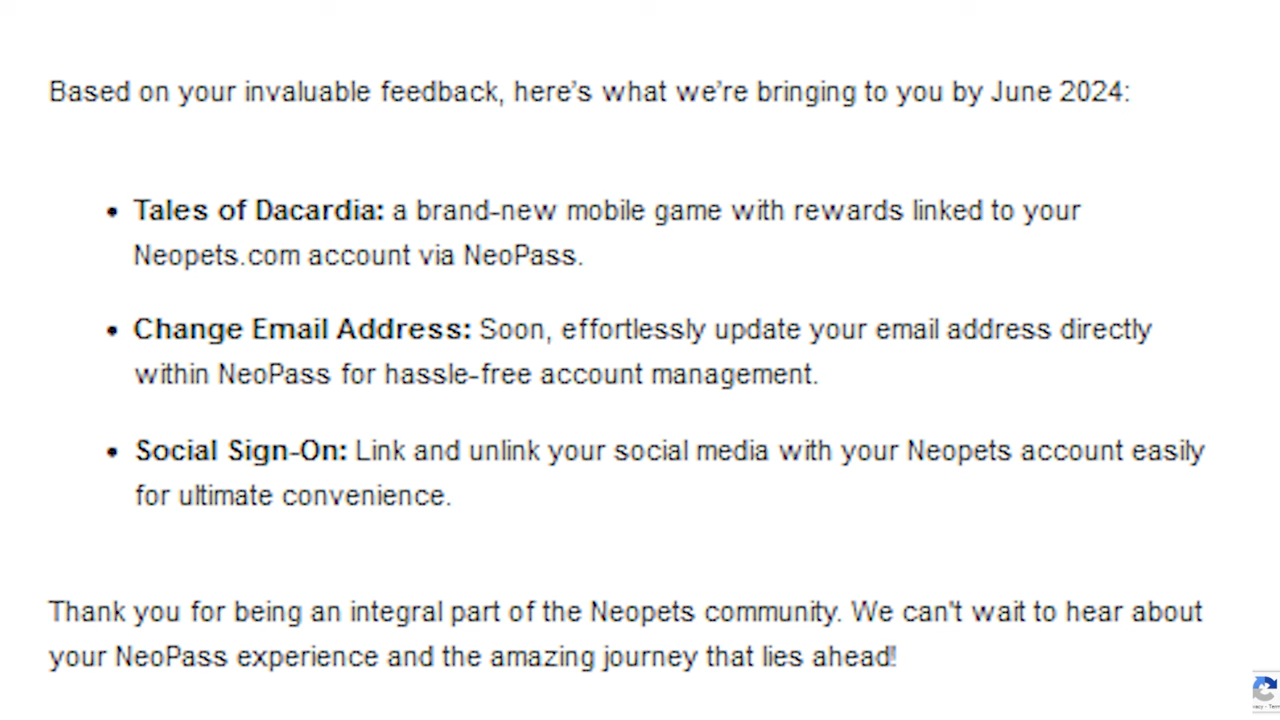 Based on your invaluable feedback, here’s what we’re bringing to you by June 2024:
• Tales of Dacardia: a brand-new mobile game with rewards linked to your
Neopets.com account via NeoPass.
• Change Email Address: Soon, effortlessly update your email address directly
within NeoPass for hassle-free account management.
• Social Sign-On: Link and unlink your social media with your Neopets account easily
for ultimate convenience.
Thank you for being an integral part of the Neopets community. We can't wait to hear about
your NeoPass experience and the amazing journey that lies ahead!